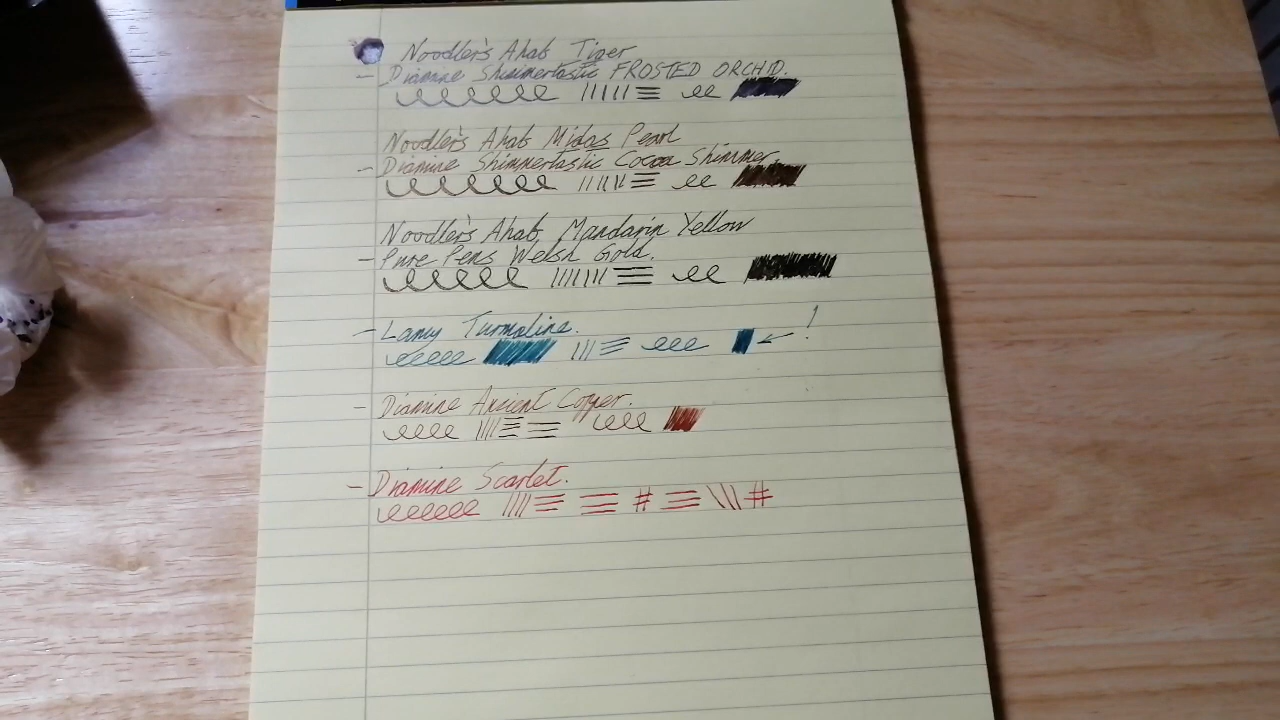 Noodler's Ahab Tiger
- Diamine Shimmertastic FROSTED ORCHID.
Noodler's Ahab Midas Pearl
- Diamine Shimmertastic Cocoa Shimmer.
Noodler's Ahab Mandarin Yellow
- Pure Pens Welsh Gold.
- Lamy Turmaline.
!
- Diamine Ancient Copper.
- Diamine Scarlet.
# #